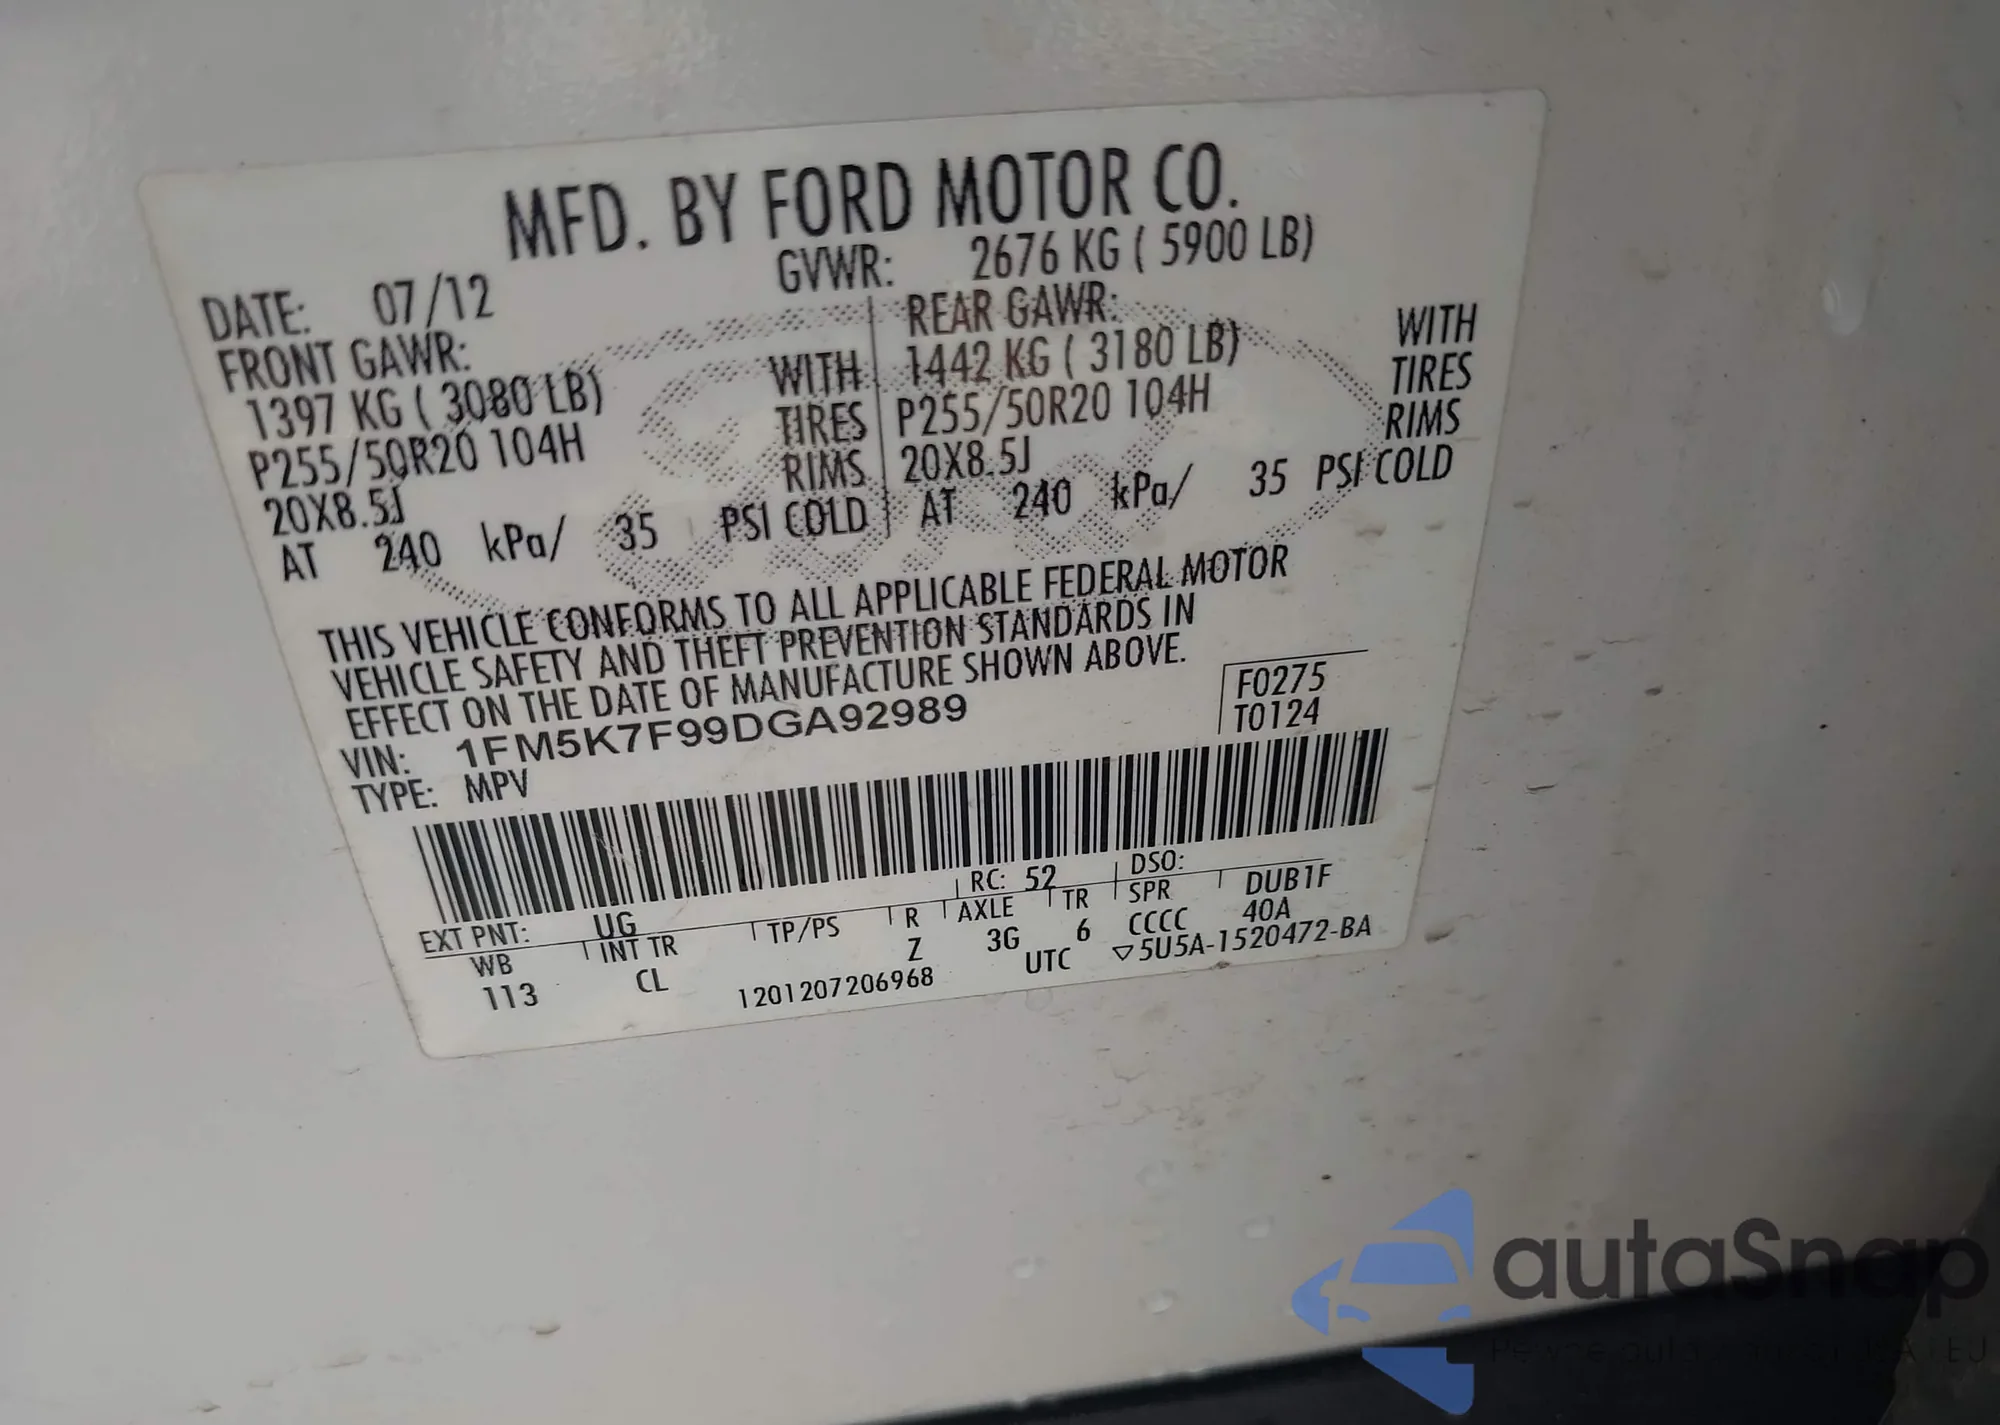 MFD. BY FORD MOTOR CO.
DATE: 07/12 GVWR: 2676 KG ( 5900 LB)
FRONT GAWR: REAR GAWR:
1397 KG ( 3080 LB) WITH 1442 KG ( 3180 LB) WITH
P255/50R20 104H TIRES P255/50R20 104H TIRES
20X8.5J RIMS 20X8.5J RIMS
AT 240 kPa/ 35 PSI COLD AT 240 kPa/ 35 PSI COLD
THIS VEHICLE CONFORMS TO ALL APPLICABLE FEDERAL MOTOR
VEHICLE SAFETY AND THEFT PREVENTION STANDARDS IN
EFFECT ON THE DATE OF MANUFACTURE SHOWN ABOVE.
VIN: 1FM5K7F99DGA92989 F0275
TYPE: MPV T0124
EXT PNT: UG RC: 52 DSO:
WB INT TR TP/PS R AXLE TR SPR DUB1F
113 CL Z 3G 6 CCCC 40A
1201207206968 UTC ▽5U5A-1520472-BA
autaSnap